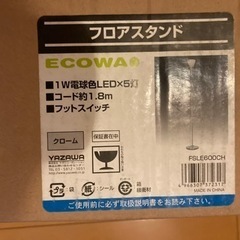 フロアスタンド
ECOWA
■1W電球色LED×5灯
■コード約1.8m
■フットスイッチ
クローム
保証書在中
YAZAWA
FSLE600CH
MADE IN CHINA
ご使用前に必ず取扱説明書をお読みください